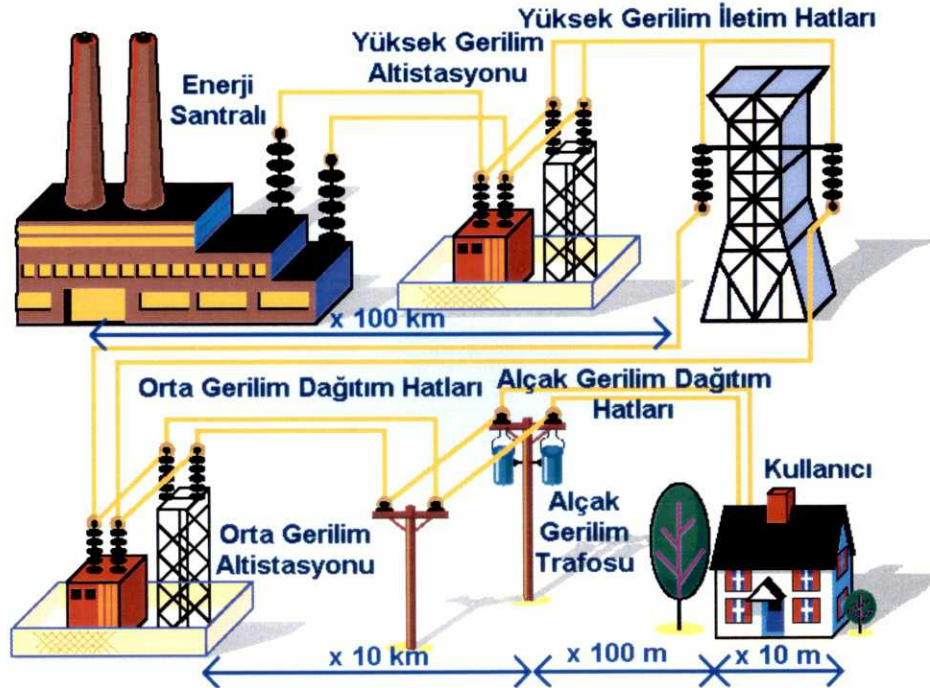 Yüksek Gerilim İletim Hatları
Yüksek Gerilim
Altistasyonu
Enerji
Santralı
x 100 km
Orta Gerilim Dağıtım Hatları
Alçak Gerilim Dağıtım
Hatları
Kullanıcı
Orta Gerilim
Altistasyonu
Alçak
Gerilim
Trafosu
x 10 km
x 100 m
x 10 m